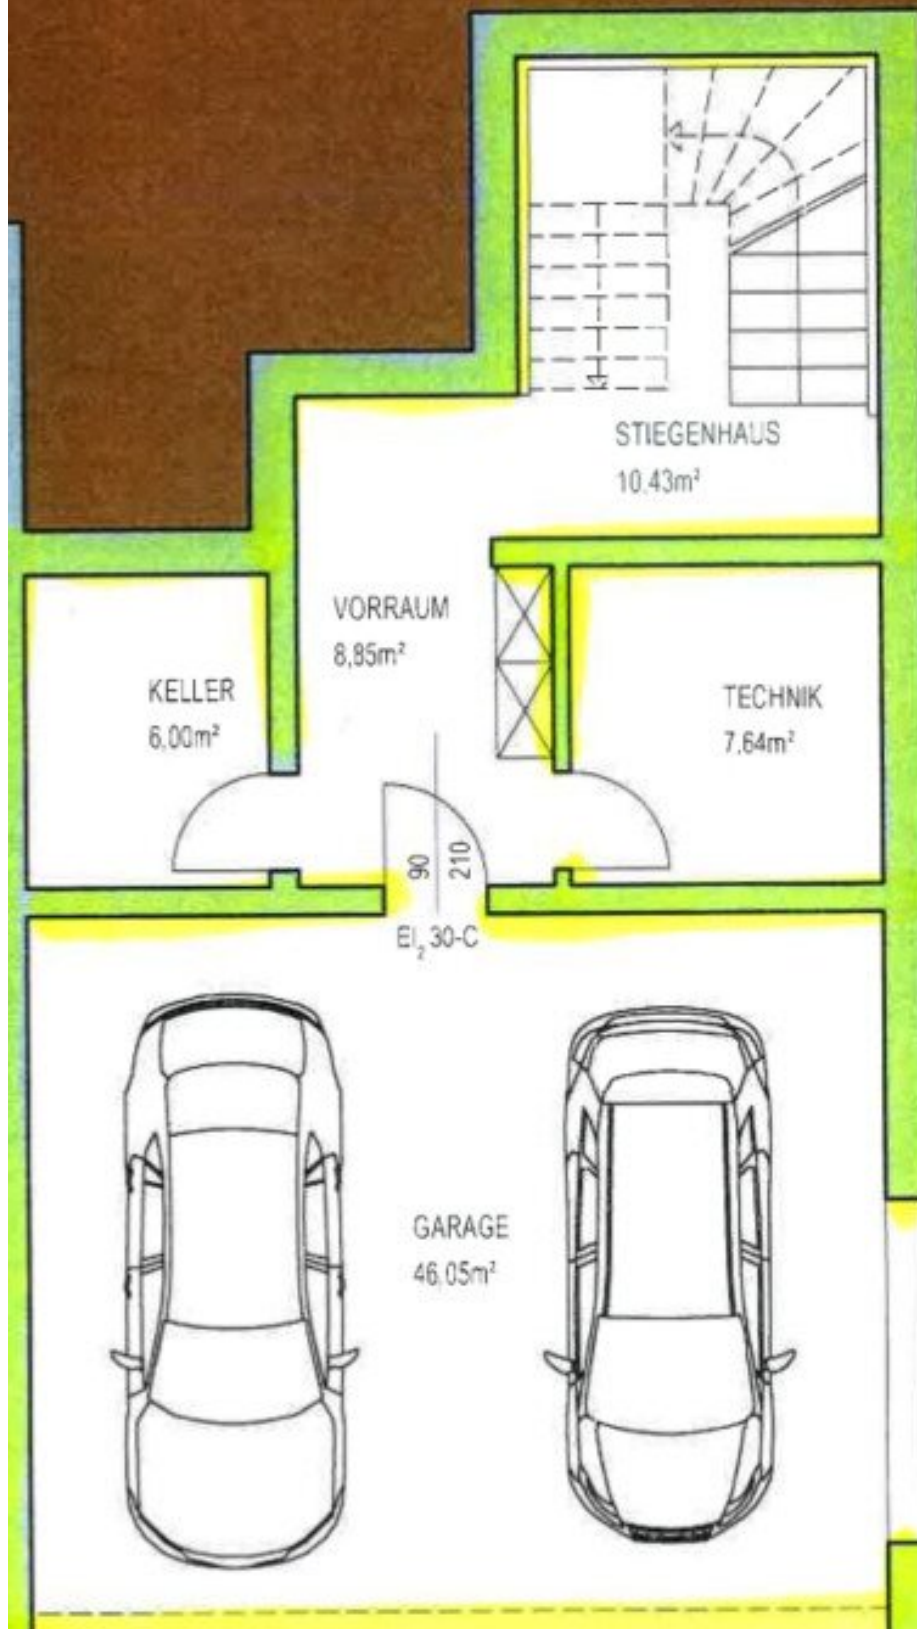 STIEGENHAUS
10,43m²
VORRAUM
8,85m²
KELLER
6,00m²
TECHNIK
7,64m²
90
210
EI₂ 30-C
GARAGE
46,05m²